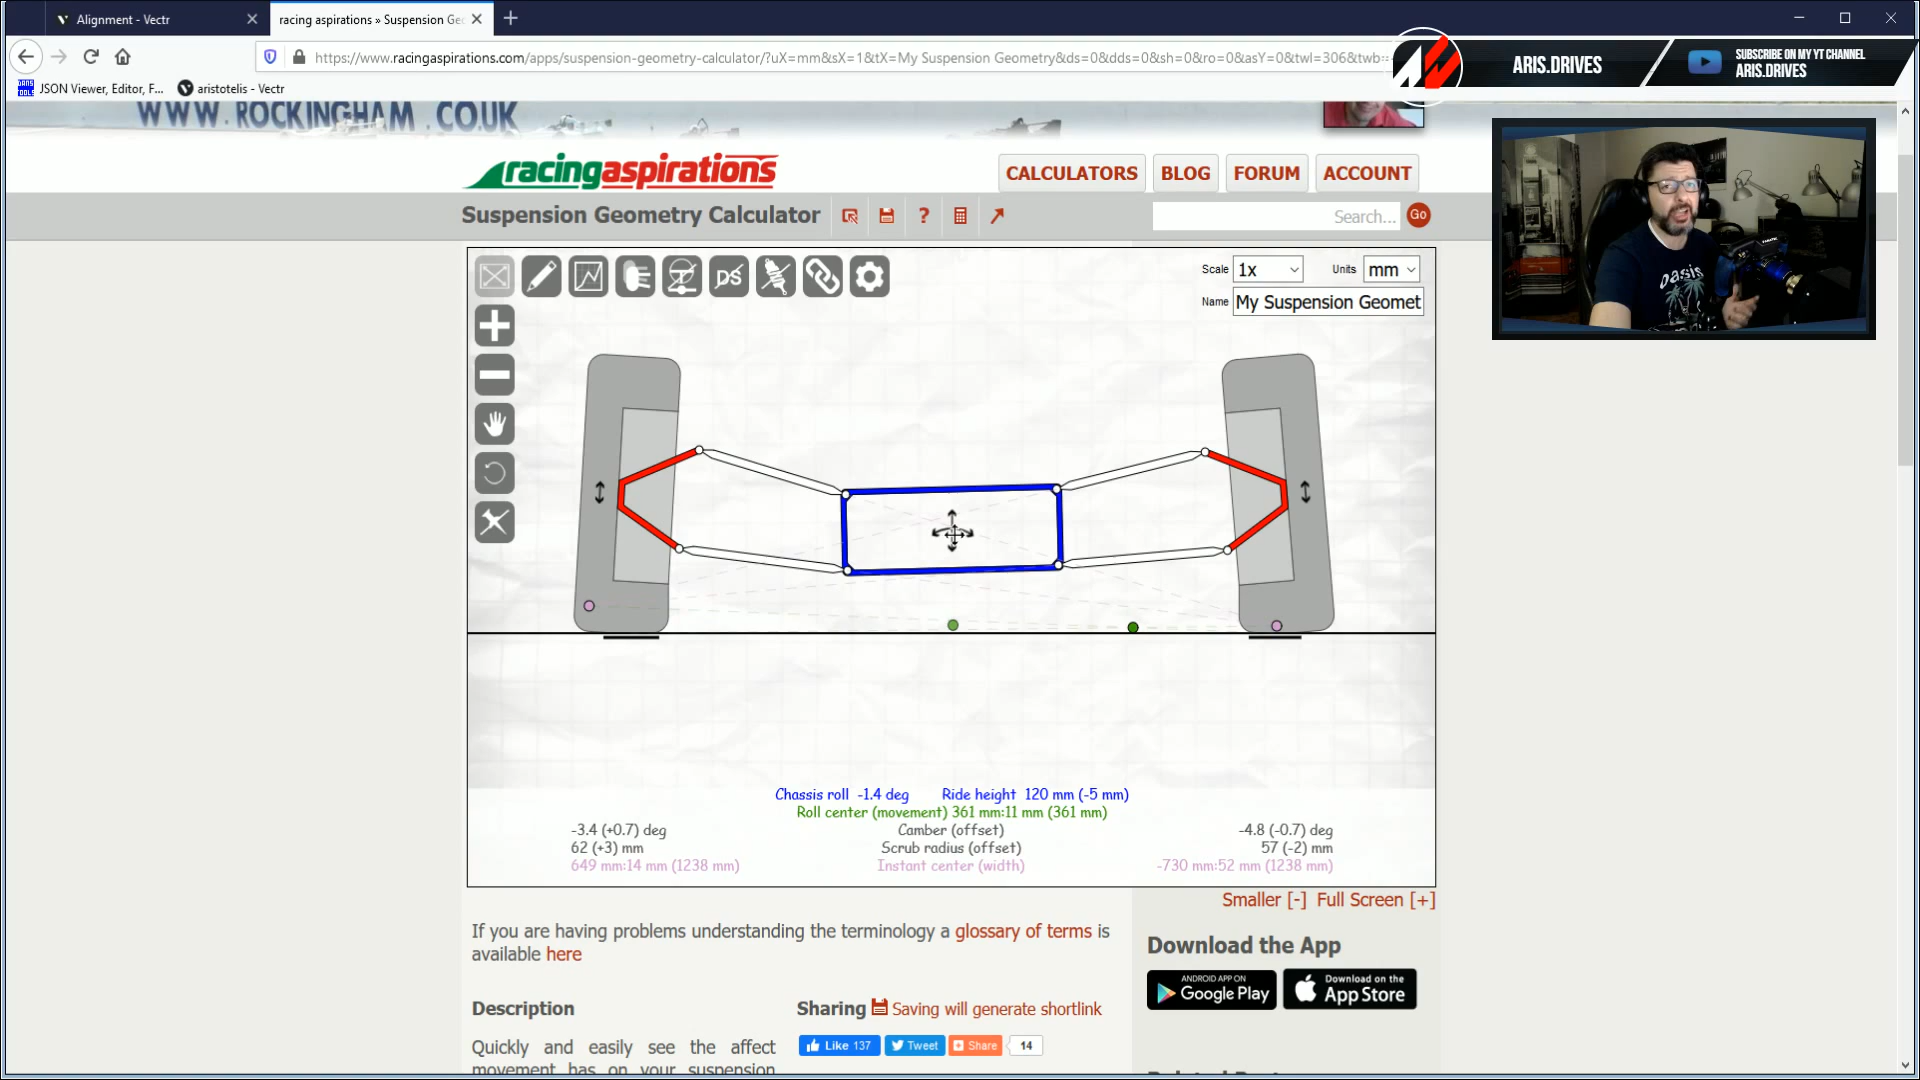 Alignment - Vectr
racing aspirations » Suspension Ge
https://www.racingaspirations.com/apps/suspension-geometry-calculator/?uX=mm&sX=1&tX=My Suspension Geometry&ds=0&dds=0&sh=0&ro=0&asY=0&twl=306&twb=
ARIS.DRIVES
SUBSCRIBE ON MY YT CHANNEL
ARIS.DRIVES
JSON Viewer, Editor, F...
aristotelis - Vectr
WWW.ROCKINGHAM.CO.UK
racingaspirations
CALCULATORS
BLOG
FORUM
ACCOUNT
Suspension Geometry Calculator
?
Search...
Go
DS
Scale 1x
Units mm
Name My Suspension Geomet
oasis
Chassis roll -1.4 deg Ride height 120 mm (-5 mm)
Roll center (movement) 361 mm:11 mm (361 mm)
-3.4 (+0.7) deg Camber (offset) -4.8 (-0.7) deg
62 (+3) mm Scrub radius (offset) 57 (-2) mm
649 mm:14 mm (1238 mm) Instant center (width) -730 mm:52 mm (1238 mm)
Smaller [-] Full Screen [+]
If you are having problems understanding the terminology a glossary of terms is
available here
Download the App
ANDROID APP ON
Google Play
Download on the
App Store
Description
Quickly and easily see the affect
movement has on your suspension
Sharing Saving will generate shortlink
Like 137
Tweet
Share
14